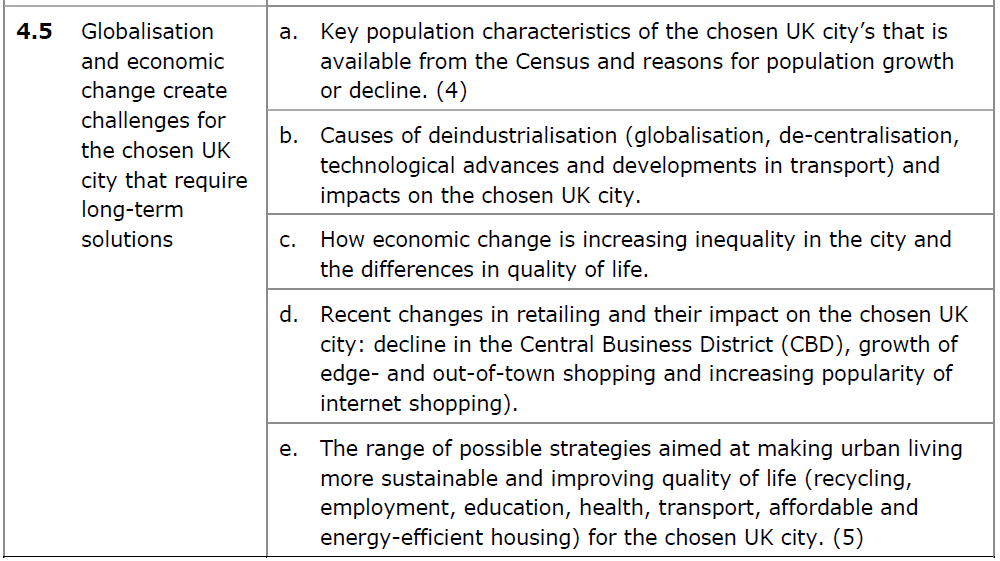 4.5 Globalisation
and economic
change create
challenges for
the chosen UK
city that require
long-term
solutions
a. Key population characteristics of the chosen UK city’s that is
available from the Census and reasons for population growth
or decline. (4)
b. Causes of deindustrialisation (globalisation, de-centralisation,
technological advances and developments in transport) and
impacts on the chosen UK city.
c. How economic change is increasing inequality in the city and
the differences in quality of life.
d. Recent changes in retailing and their impact on the chosen UK
city: decline in the Central Business District (CBD), growth of
edge- and out-of-town shopping and increasing popularity of
internet shopping).
e. The range of possible strategies aimed at making urban living
more sustainable and improving quality of life (recycling,
employment, education, health, transport, affordable and
energy-efficient housing) for the chosen UK city. (5)